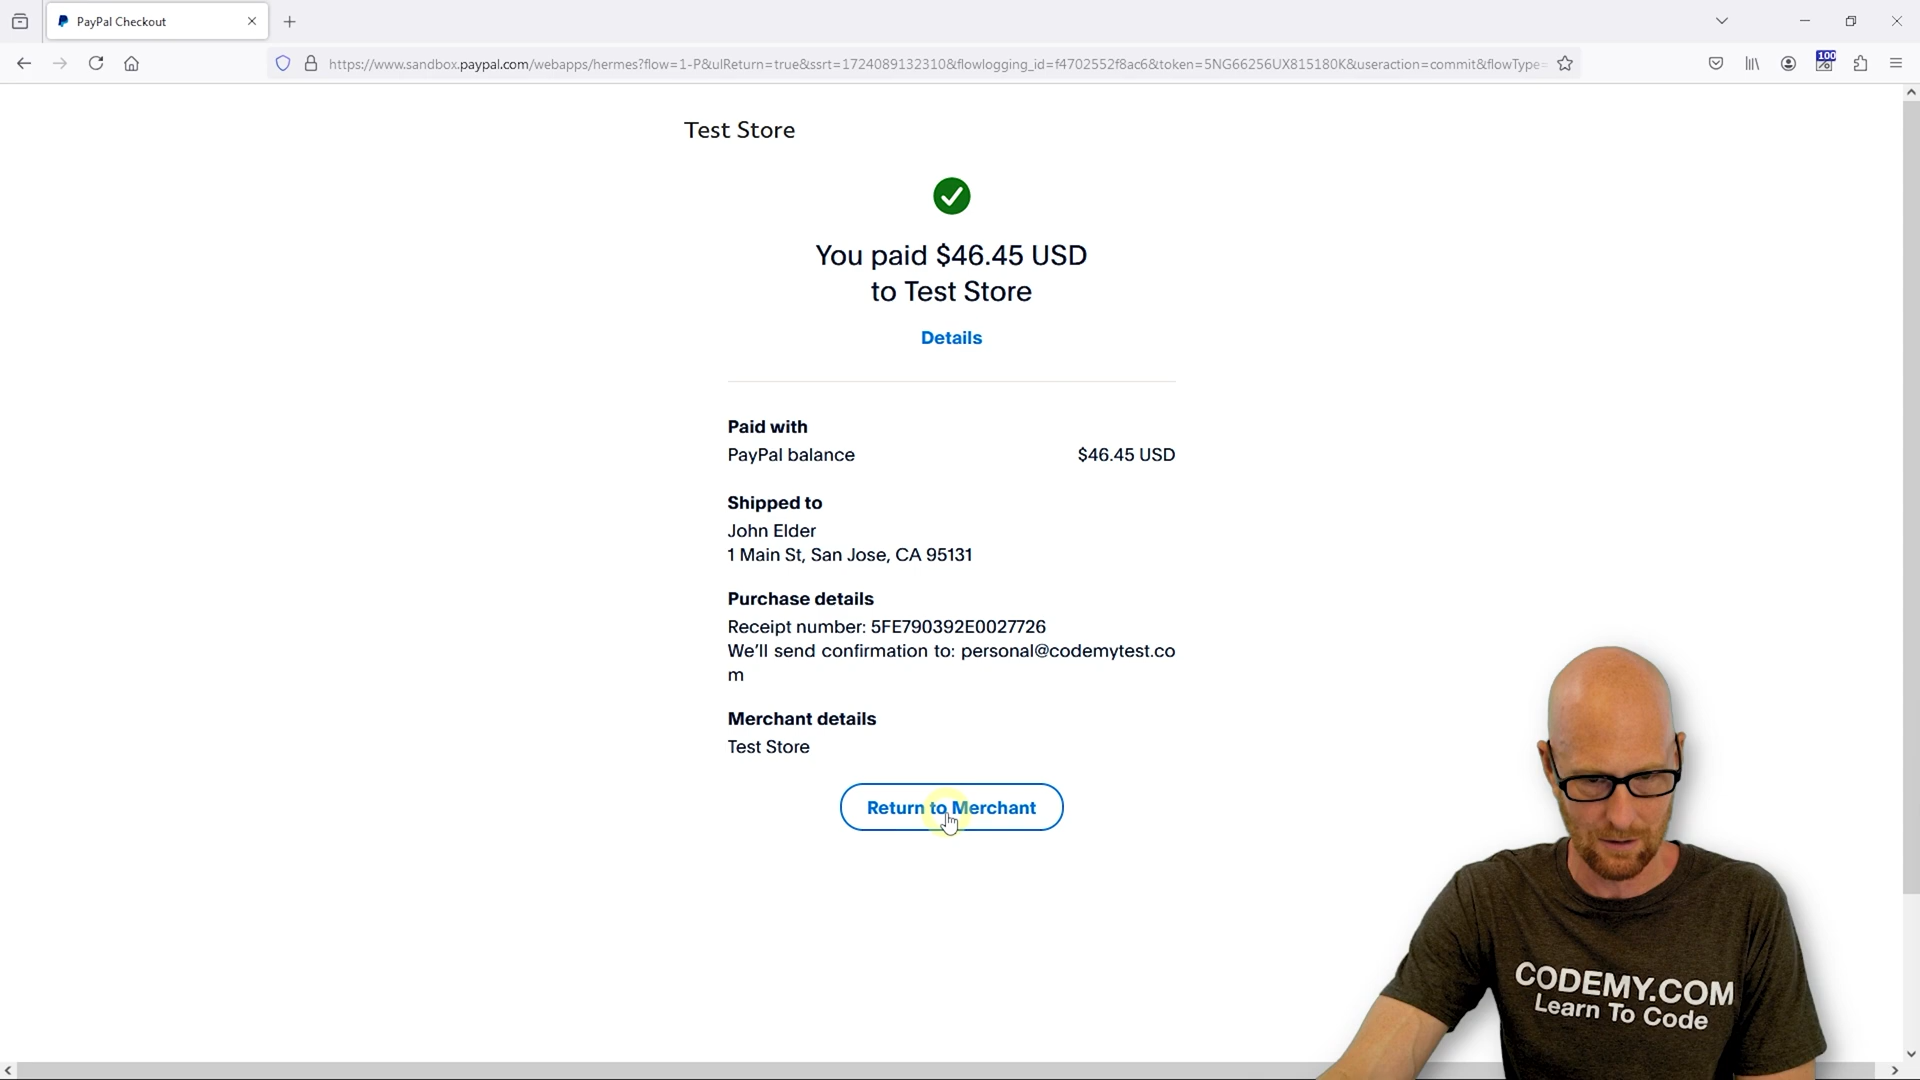 PayPal Checkout
https://www.sandbox.paypal.com/webapps/hermes?flow=1-P&ulReturn=true&ssrt=1724089132310&flowlogging_id=f4702552f8ac6&token=5NG66256UX815180K&useraction=commit&flowType=
100
Test Store
You paid $46.45 USD
to Test Store
Details
Paid with
PayPal balance $46.45 USD
Shipped to
John Elder
1 Main St, San Jose, CA 95131
Purchase details
Receipt number: 5FE790392E0027726
We'll send confirmation to: personal@codemytest.co
m
Merchant details
Test Store
Return to Merchant
CODEMY.COM
Learn To Code